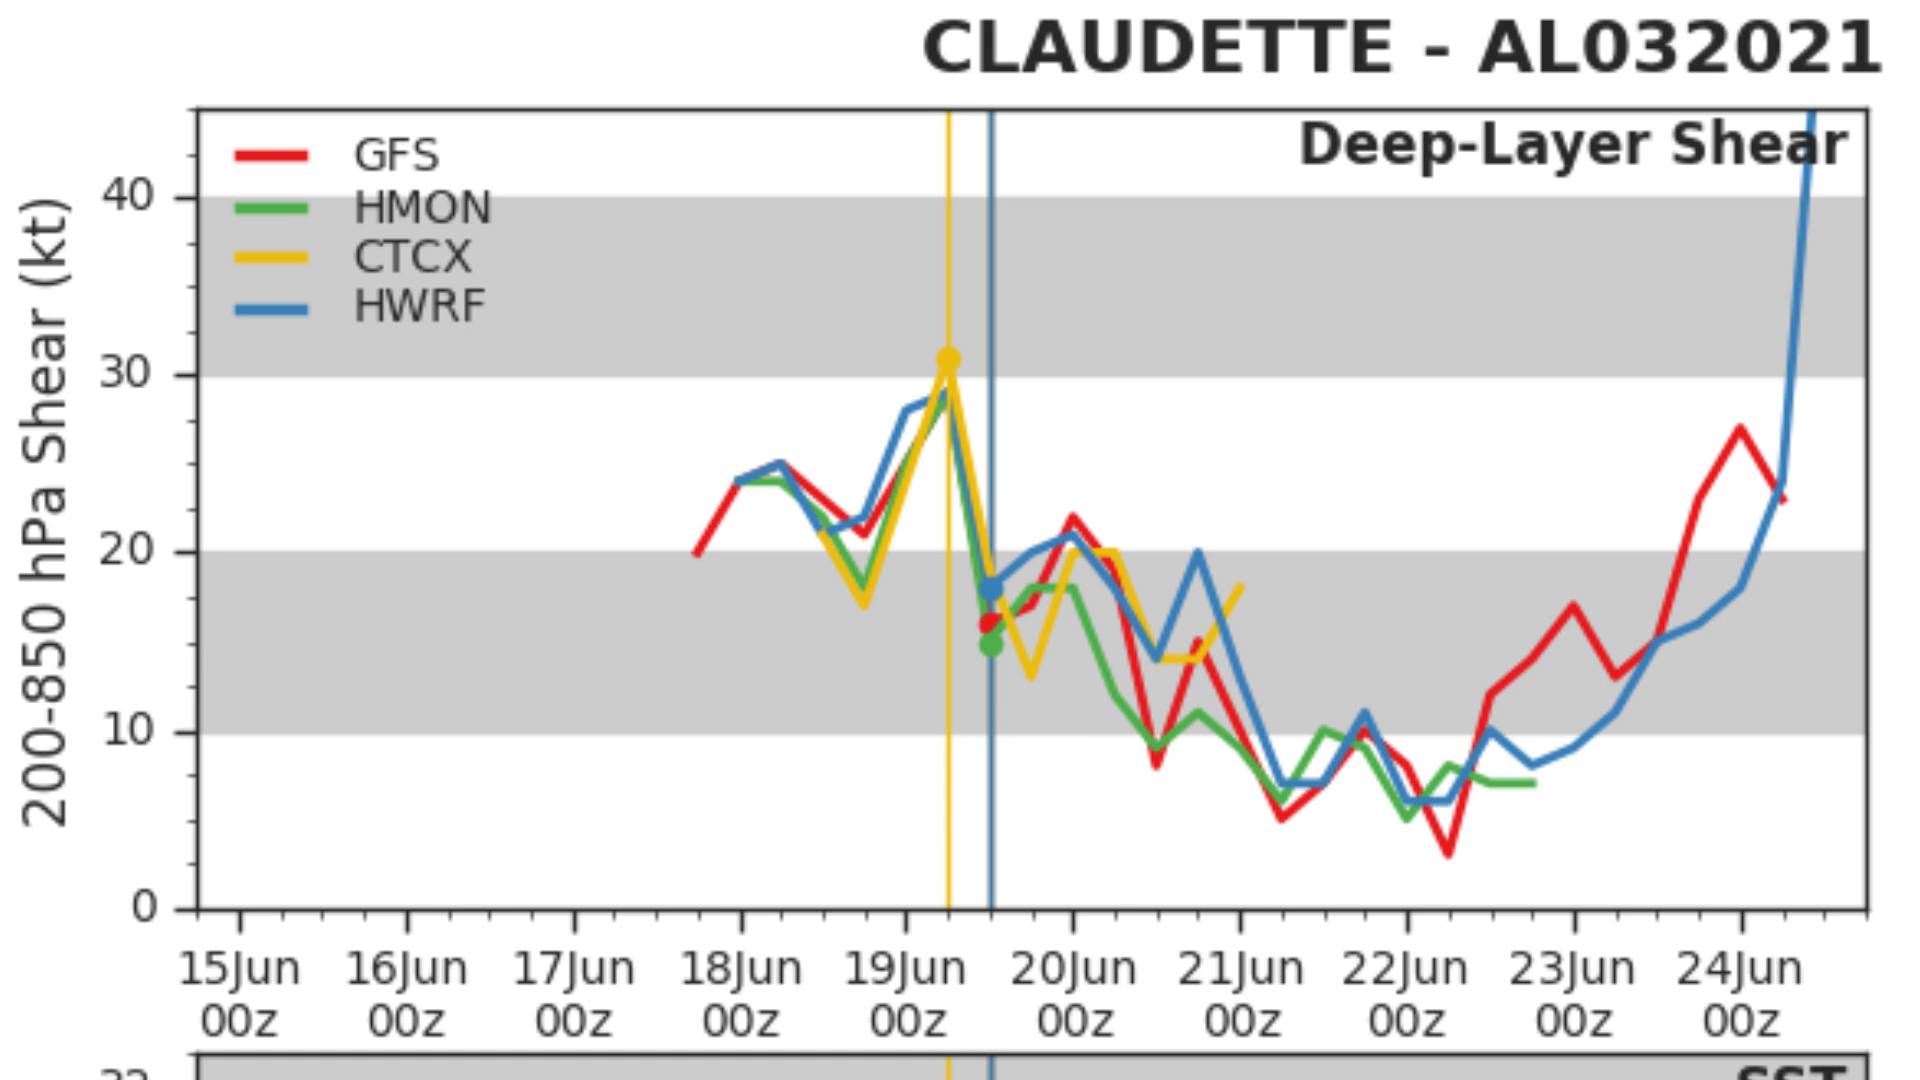 CLAUDETTE - AL032021
Deep-Layer Shear
GFS
HMON
CTCX
HWRF
200-850 hPa Shear (kt)
40
30
20
10
0
15Jun 16Jun 17Jun 18Jun 19Jun 20Jun 21Jun 22Jun 23Jun 24Jun
00z 00z 00z 00z 00z 00z 00z 00z 00z 00z
32
SST